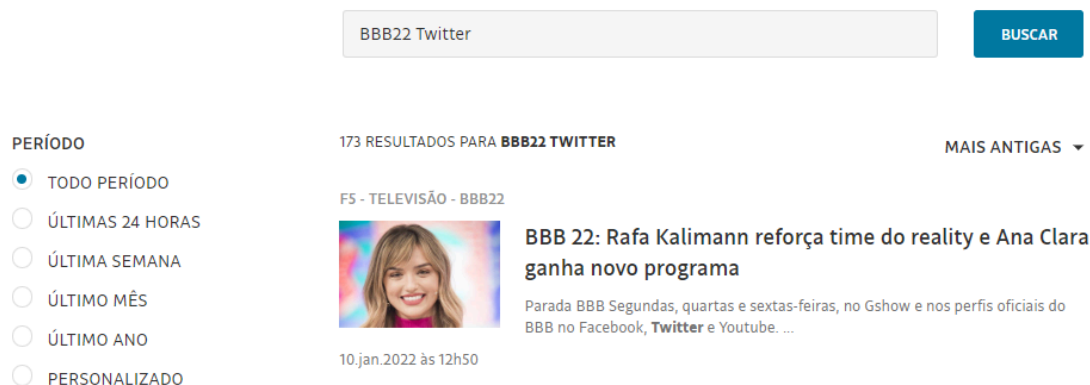 BBB22 Twitter
BUSCAR
PERÍODO
TODO PERÍODO
ÚLTIMAS 24 HORAS
ÚLTIMA SEMANA
ÚLTIMO MÊS
ÚLTIMO ANO
PERSONALIZADO
173 RESULTADOS PARA BBB22 TWITTER
MAIS ANTIGAS
F5 - TELEVISÃO - BBB22
BBB 22: Rafa Kalimann reforça time do reality e Ana Clara
ganha novo programa
Parada BBB Segundas, quartas e sextas-feiras, no Gshow e nos perfis oficiais do
BBB no Facebook, Twitter e Youtube. ...
10.jan.2022 às 12h50